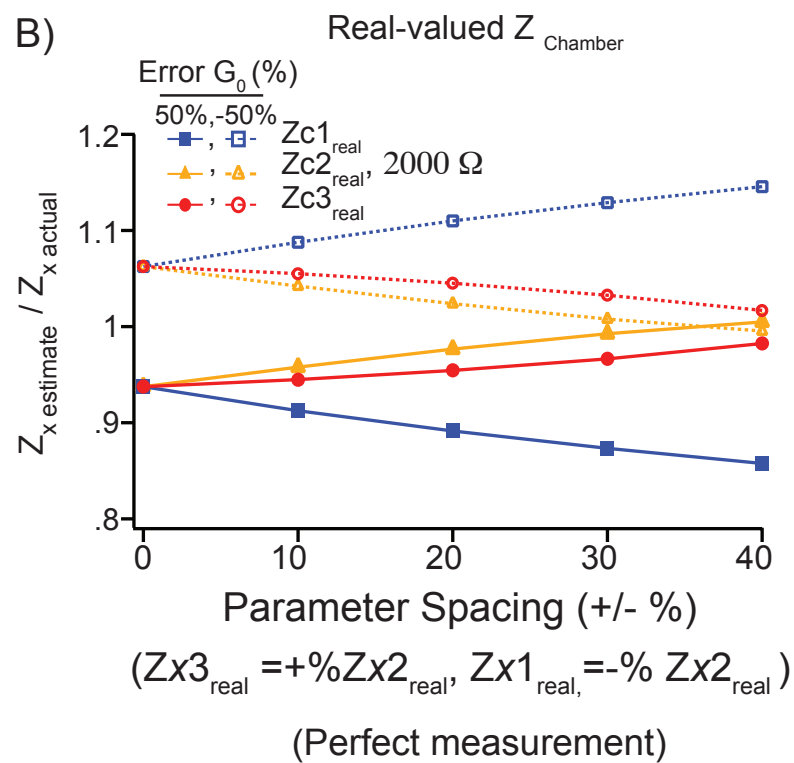 B)
Real-valued Z Chamber
Error G0 (%)
50%,-50%
, Zc1real
, Zc2real, 2000 Ω
, Zc3real
1.2
1.1
1
.9
.8
Zx estimate / Zx actual
0 10 20 30 40
Parameter Spacing (+/- %)
(Zx3real =+%Zx2real, Zx1real,=-% Zx2real )
(Perfect measurement)